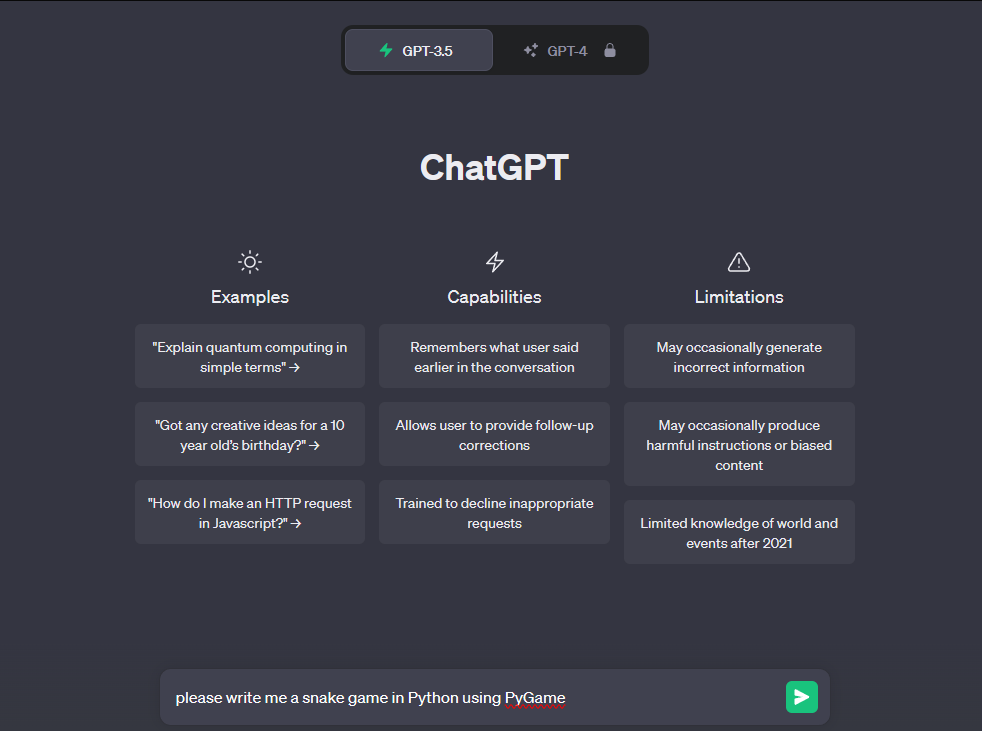 GPT-3.5
GPT-4
ChatGPT
Examples
"Explain quantum computing in
simple terms" →
"Got any creative ideas for a 10
year old's birthday?" →
"How do I make an HTTP request
in Javascript?" →
Capabilities
Remembers what user said
earlier in the conversation
Allows user to provide follow-up
corrections
Trained to decline inappropriate
requests
Limitations
May occasionally generate
incorrect information
May occasionally produce
harmful instructions or biased
content
Limited knowledge of world and
events after 2021
please write me a snake game in Python using PyGame